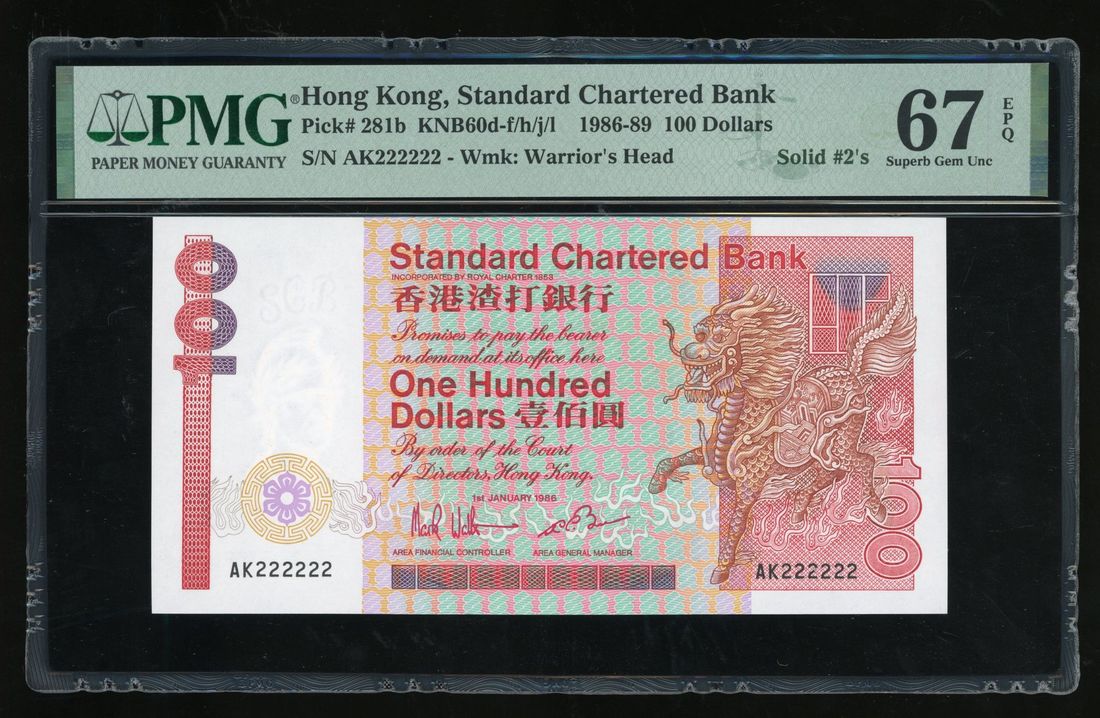 PMG®
PAPER MONEY GUARANTY
Hong Kong, Standard Chartered Bank
Pick# 281b KNB60d-f/h/j/l 1986-89 100 Dollars
S/N AK222222 - Wmk: Warrior's Head
Solid #2's
67
EPQ
Superb Gem Unc
100
Standard Chartered Bank
INCORPORATED BY ROYAL CHARTER 1853
香港渣打銀行
Promises to pay the bearer
on demand at its office here
One Hundred
Dollars 壹佰圓
By order of the Court
of Directors, Hong Kong.
1st JANUARY 1986
AREA FINANCIAL CONTROLLER AREA GENERAL MANAGER
AK222222
AK222222
100